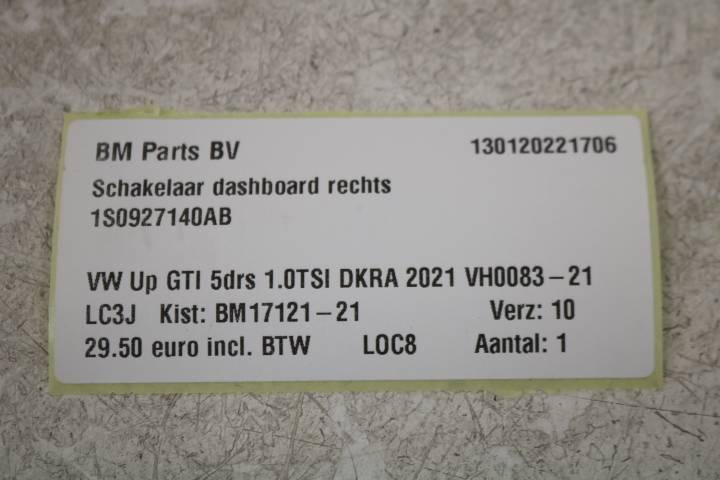 BM Parts BV 130120221706
Schakelaar dashboard rechts
1S0927140AB
VW Up GTI 5drs 1.0TSI DKRA 2021 VH0083-21
LC3J Kist: BM17121-21 Verz: 10
29.50 euro incl. BTW LOC8 Aantal: 1